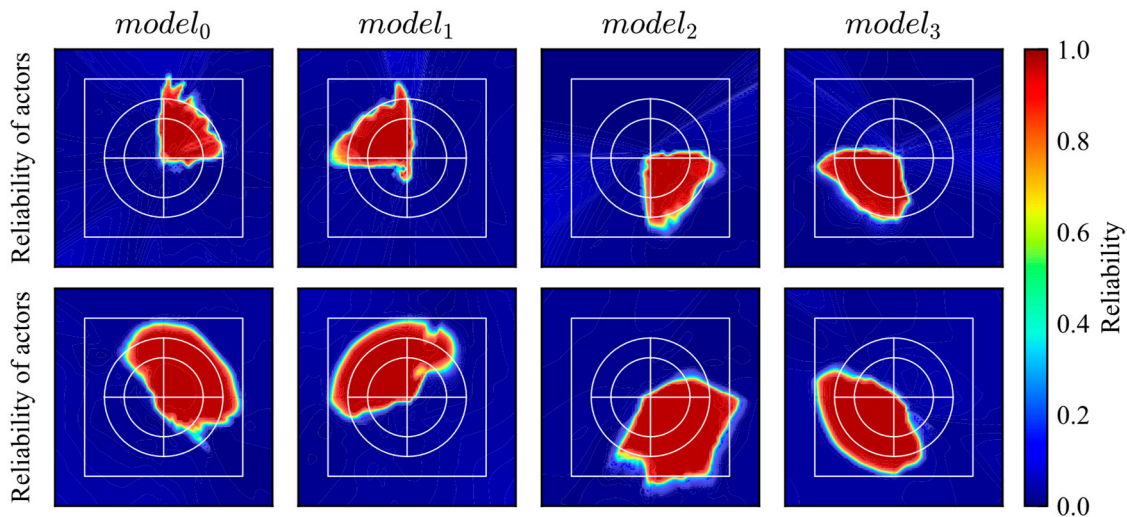 model₀ model₁ model₂ model₃
Reliability of actors
Reliability of actors
1.0
0.8
0.6
0.4
0.2
0.0
Reliability